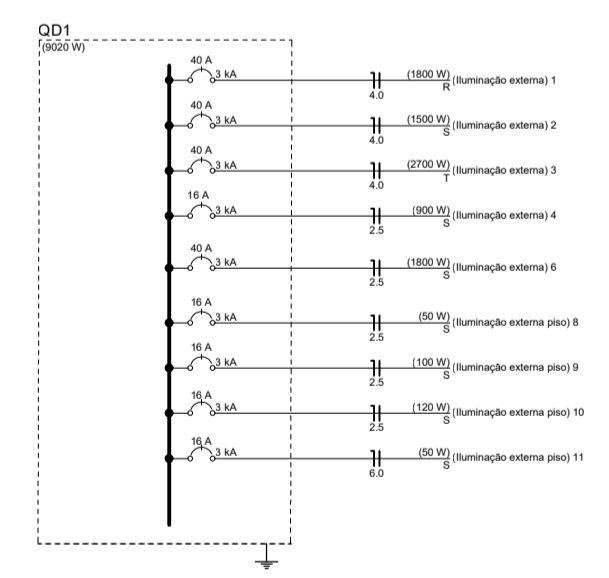 QD1
(9020 W)
40 A
3 kA
4.0
(1800 W)
R
(Iluminação externa) 1
40 A
3 kA
4.0
(1500 W)
S
(Iluminação externa) 2
40 A
3 kA
4.0
(2700 W)
T
(Iluminação externa) 3
16 A
3 kA
2.5
(900 W)
S
(Iluminação externa) 4
40 A
3 kA
2.5
(1800 W)
S
(Iluminação externa) 6
16 A
3 kA
2.5
(50 W)
S
(Iluminação externa piso) 8
16 A
3 kA
2.5
(100 W)
S
(Iluminação externa piso) 9
16 A
3 kA
2.5
(120 W)
S
(Iluminação externa piso) 10
16 A
3 kA
6.0
(50 W)
S
(Iluminação externa piso) 11